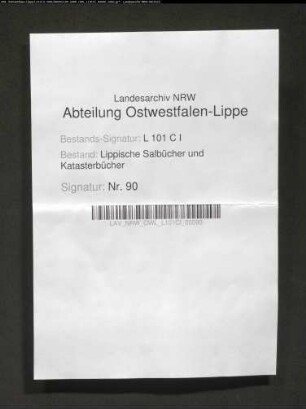 Landesarchiv NRW
Abteilung Ostwestfalen-Lippe
Bestands-Signatur: L 101 C I
Bestand: Lippische Salbücher und
Katasterbücher
Signatur: Nr. 90